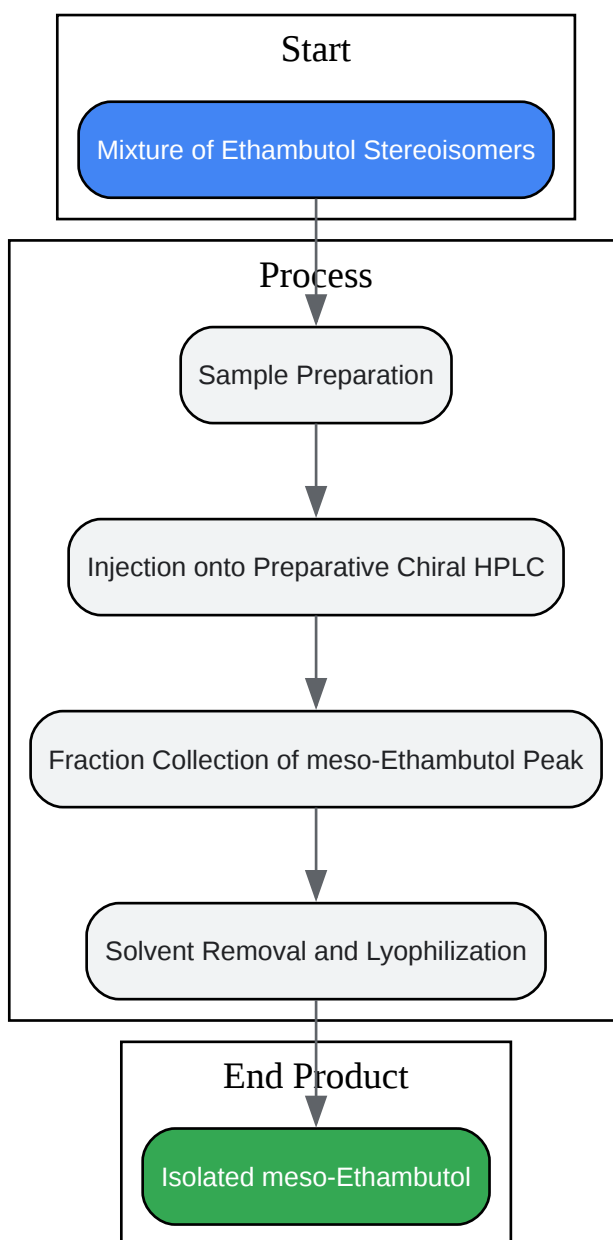 Start
Mixture of Ethambutol Stereoisomers
Process
Sample Preparation
Injection onto Preparative Chiral HPLC
Fraction Collection of meso-Ethambutol Peak
Solvent Removal and Lyophilization
End Product
Isolated meso-Ethambutol